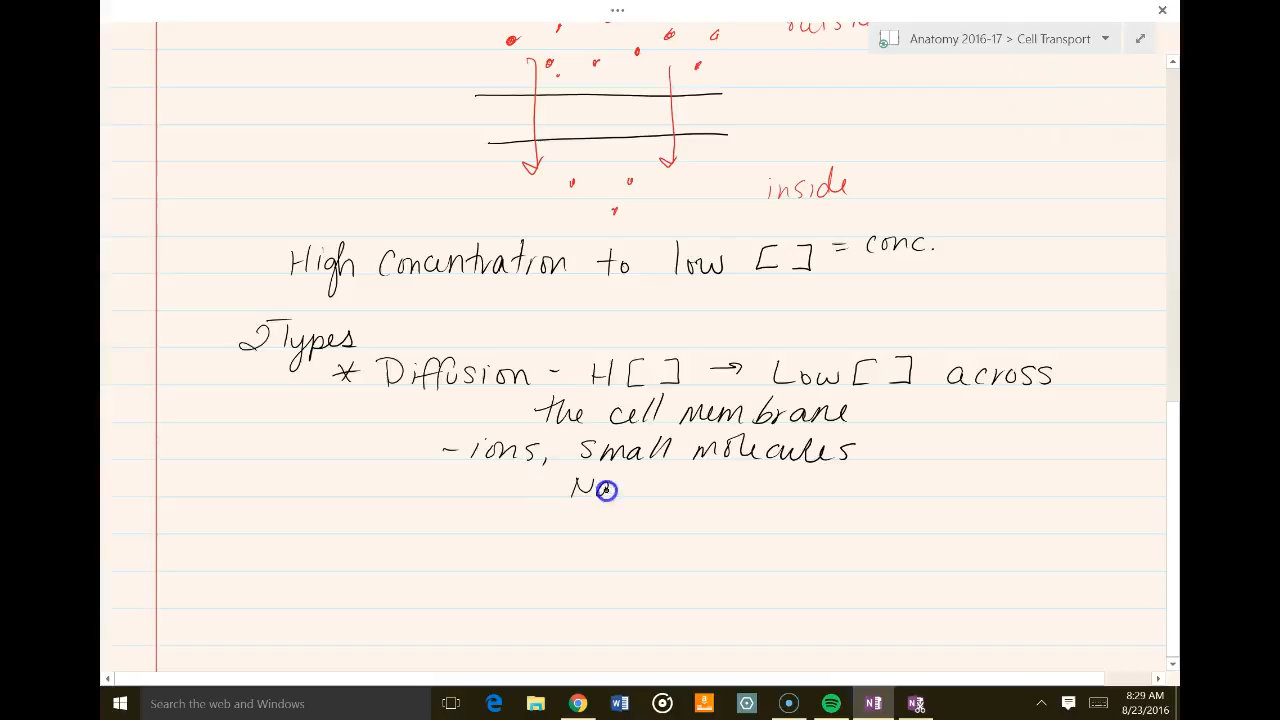 Anatomy 2016-17 > Cell Transport
inside
High Concentration to low [ ] = conc.
2 Types
* Diffusion - H[ ] → Low[ ] across
the cell membrane
- ions, small molecules
Search the web and Windows
8:29 AM
8/23/2016